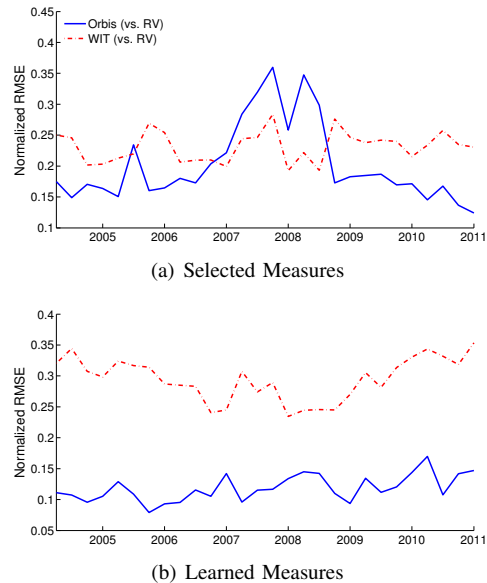 0.45
Orbis (vs. RV)
WIT (vs. RV)
0.4
0.35
0.3
0.25
0.2
0.15
0.1
Normalized RMSE
2005 2006 2007 2008 2009 2010 2011
(a) Selected Measures
0.4
0.35
0.3
0.25
0.2
0.15
0.1
0.05
Normalized RMSE
2005 2006 2007 2008 2009 2010 2011
(b) Learned Measures